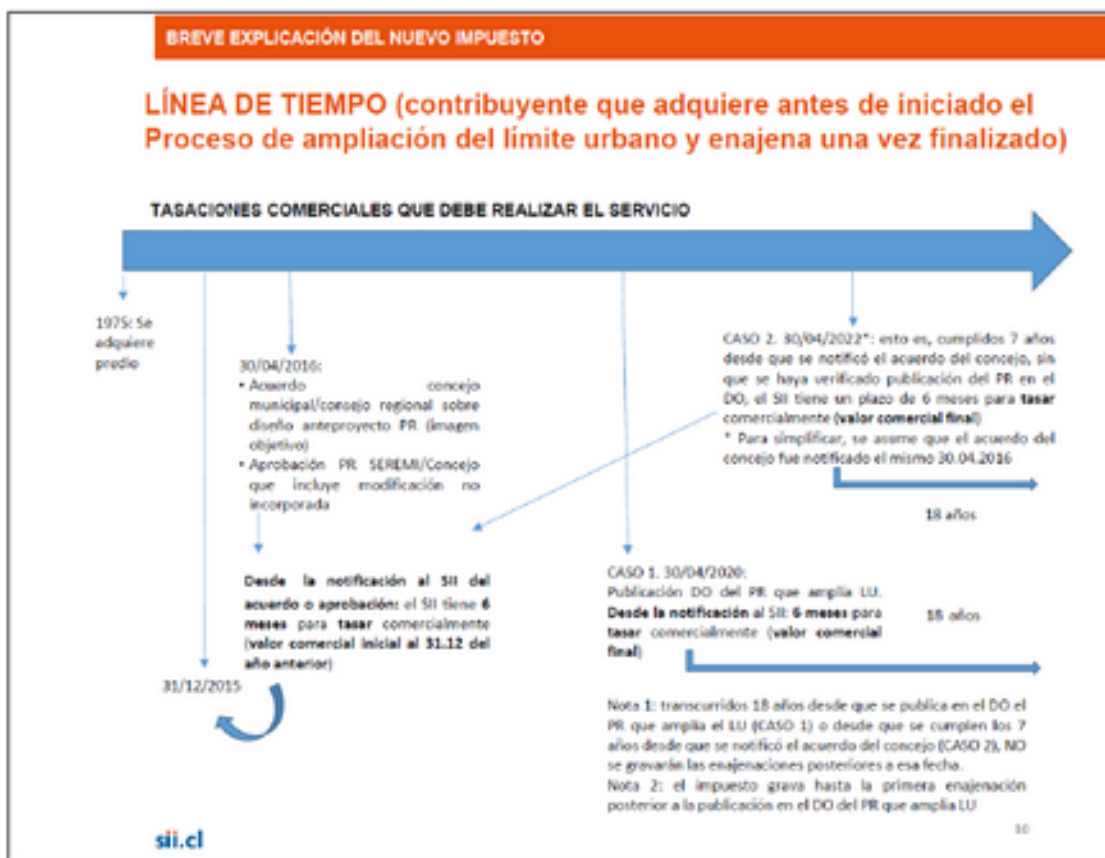 BREVE EXPLICACIÓN DEL NUEVO IMPUESTO
LÍNEA DE TIEMPO (contribuyente que adquiere antes de iniciado el
Proceso de ampliación del límite urbano y enajena una vez finalizado)
TASACIONES COMERCIALES QUE DEBE REALIZAR EL SERVICIO
1975: Se
adquiere
predio
30/04/2016:
• Acuerdo concejo
municipal/consejo regional sobre
diseño anteproyecto PR (imagen
objetivo)
• Aprobación PR SEREMI/Concejo
que incluye modificación no
incorporada
Desde la notificación al SII del
acuerdo o aprobación: el SII tiene 6
meses para tasar comercialmente
(valor comercial inicial al 31.12 del
año anterior)
31/12/2015
CASO 2. 30/04/2022*: esto es, cumplidos 7 años
desde que se notificó el acuerdo del concejo, sin
que se haya verificado publicación del PR en el
DO, el SII tiene un plazo de 6 meses para tasar
comercialmente (valor comercial final)
* Para simplificar, se asume que el acuerdo del
concejo fue notificado el mismo 30.04.2016
18 años
CASO 1. 30/04/2020:
Publicación DO del PR que amplía LU.
Desde la notificación al SII: 6 meses para
tasar comercialmente (valor comercial
final)
18 años
Nota 1: transcurridos 18 años desde que se publica en el DO el
PR que amplía el LU (CASO 1) o desde que se cumplen los 7
años desde que se notificó el acuerdo del concejo (CASO 2), NO
se gravarán las enajenaciones posteriores a esa fecha.
Nota 2: el impuesto grava hasta la primera enajenación
posterior a la publicación en el DO del PR que amplía LU
sii.cl
10